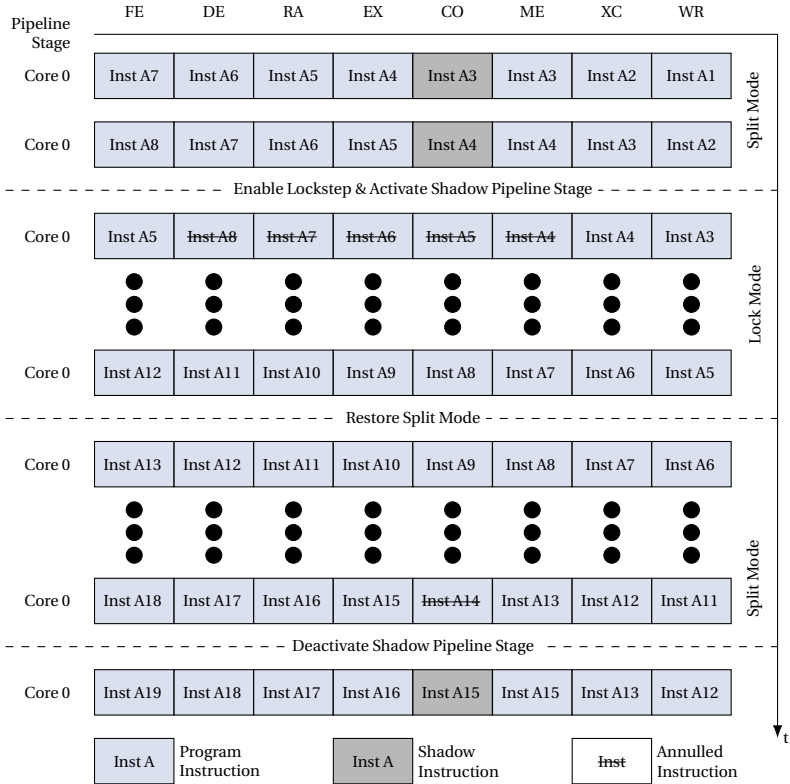 Pipeline Stage FE DE RA EX CO ME XC WR
Core 0 Inst A7 Inst A6 Inst A5 Inst A4 Inst A3 Inst A3 Inst A2 Inst A1
Core 0 Inst A8 Inst A7 Inst A6 Inst A5 Inst A4 Inst A4 Inst A3 Inst A2
Split Mode
Enable Lockstep & Activate Shadow Pipeline Stage
Core 0 Inst A5 Inst A8 Inst A7 Inst A6 Inst A5 Inst A4 Inst A4 Inst A3
Lock Mode
Core 0 Inst A12 Inst A11 Inst A10 Inst A9 Inst A8 Inst A7 Inst A6 Inst A5
Restore Split Mode
Core 0 Inst A13 Inst A12 Inst A11 Inst A10 Inst A9 Inst A8 Inst A7 Inst A6
Split Mode
Core 0 Inst A18 Inst A17 Inst A16 Inst A15 Inst A14 Inst A13 Inst A12 Inst A11
Deactivate Shadow Pipeline Stage
Core 0 Inst A19 Inst A18 Inst A17 Inst A16 Inst A15 Inst A15 Inst A13 Inst A12
t
Inst A Program Instruction
Inst A Shadow Instruction
Inst Annulled Instruction